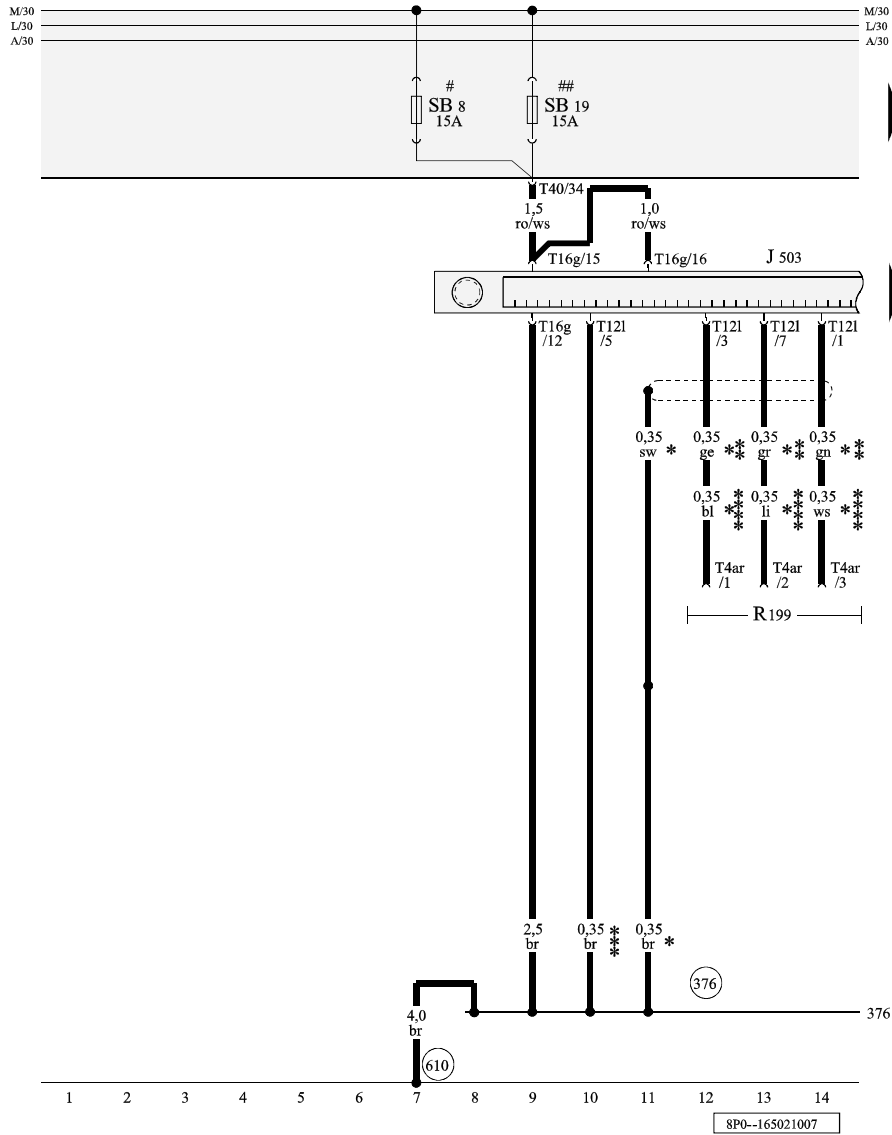 M/30 M/30
L/30 L/30
A/30 A/30
# ##
SB 8 SB 19
15A 15A
T40/34
1,5 1,0
ro/ws ro/ws
T16g/15 T16g/16 J 503
T16g T12l T12l T12l T12l
/12 /5 /3 /7 /1
0,35 0,35 0,35 0,35
sw * ge *** gr *** gn ***
0,35 0,35 0,35
bl ***** li ***** ws *****
T4ar T4ar T4ar
/1 /2 /3
R 199
2,5 0,35 0,35
br br *** br *
376
4,0 376
br
610
1 2 3 4 5 6 7 8 9 10 11 12 13 14
8P0--165021007